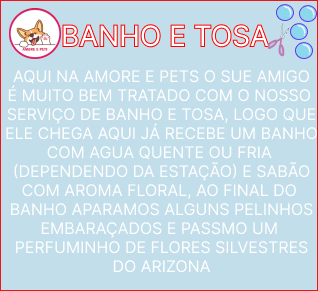 BANHO E TOSA
AMORE E PETS
AQUI NA AMORE E PETS O SUE AMIGO
É MUITO BEM TRATADO COM O NOSSO
SERVIÇO DE BANHO E TOSA, LOGO QUE
ELE CHEGA AQUI JÁ RECEBE UM BANHO
COM AGUA QUENTE OU FRIA
(DEPENDENDO DA ESTAÇÃO) E SABÃO
COM AROMA FLORAL, AO FINAL DO
BANHO APARAMOS ALGUNS PELINHOS
EMBARAÇADOS E PASSMO UM
PERFUMINHO DE FLORES SILVESTRES
DO ARIZONA